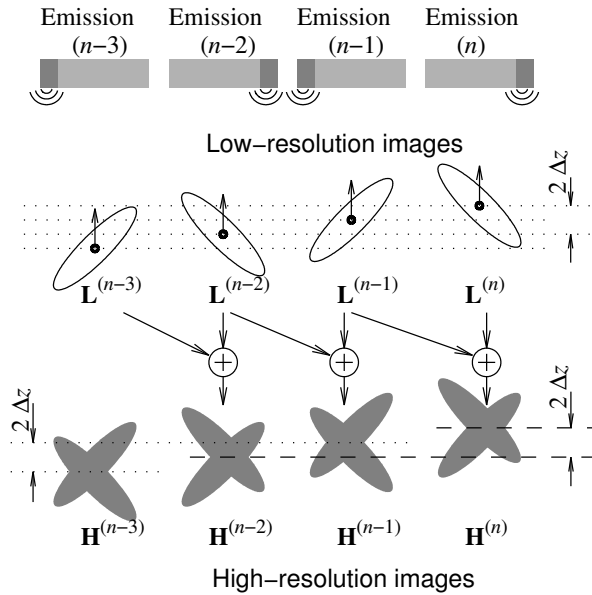 Emission Emission Emission Emission
(n−3) (n−2) (n−1) (n)
Low−resolution images
2 Δz
L(n−3) L(n−2) L(n−1) L(n)
+ + +
2 Δz 2 Δz
H(n−3) H(n−2) H(n−1) H(n)
High−resolution images